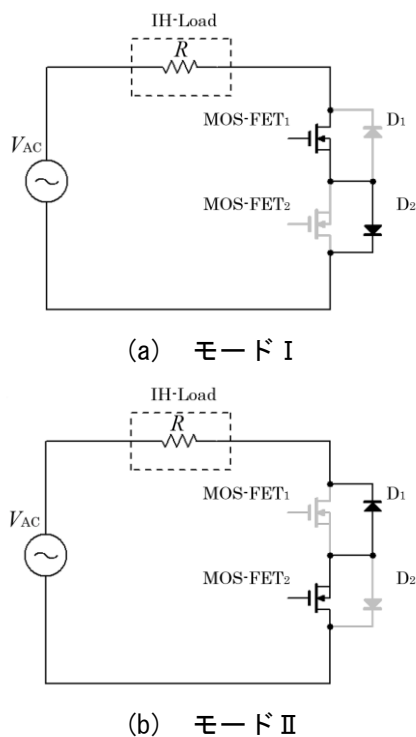 IH-Load
R
MOS-FET1
D1
VAC
MOS-FET2
D2
(a) モードⅠ
IH-Load
R
MOS-FET1
D1
VAC
MOS-FET2
D2
(b) モードⅡ